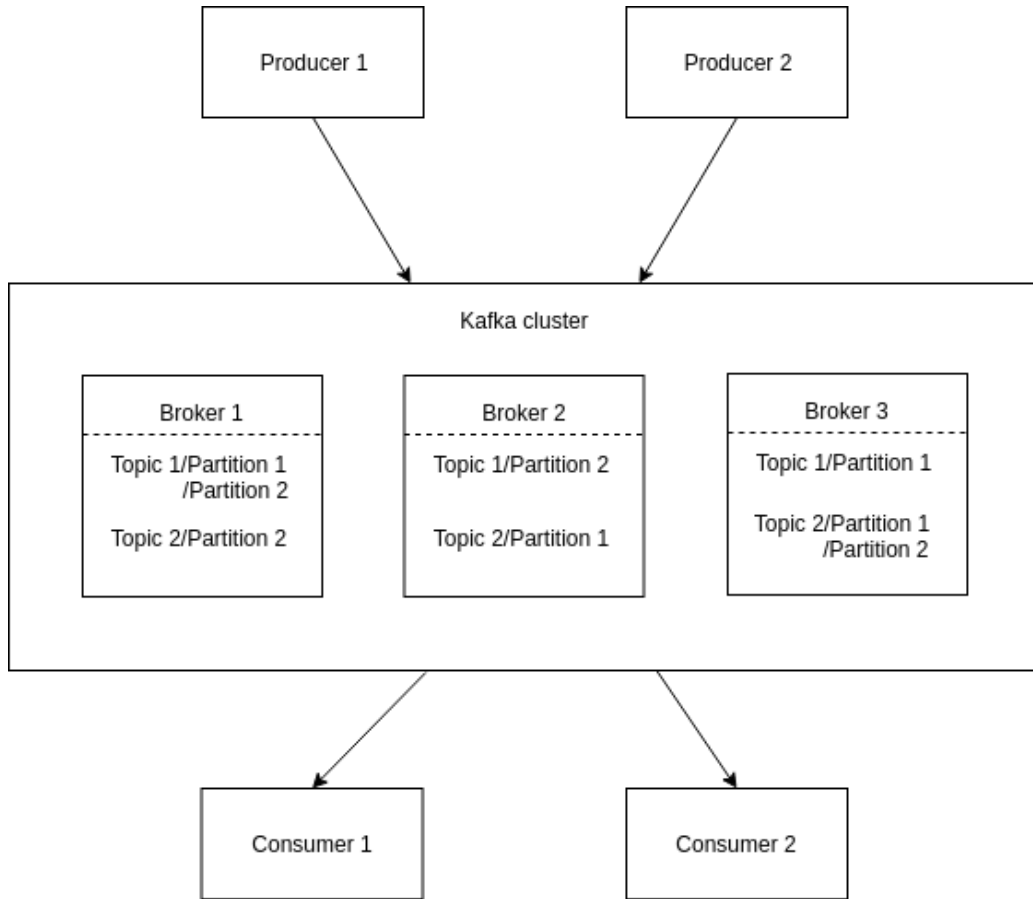 Producer 1
Producer 2
Kafka cluster
Broker 1
Topic 1/Partition 1
/Partition 2
Topic 2/Partition 2
Broker 2
Topic 1/Partition 2
Topic 2/Partition 1
Broker 3
Topic 1/Partition 1
Topic 2/Partition 1
/Partition 2
Consumer 1
Consumer 2